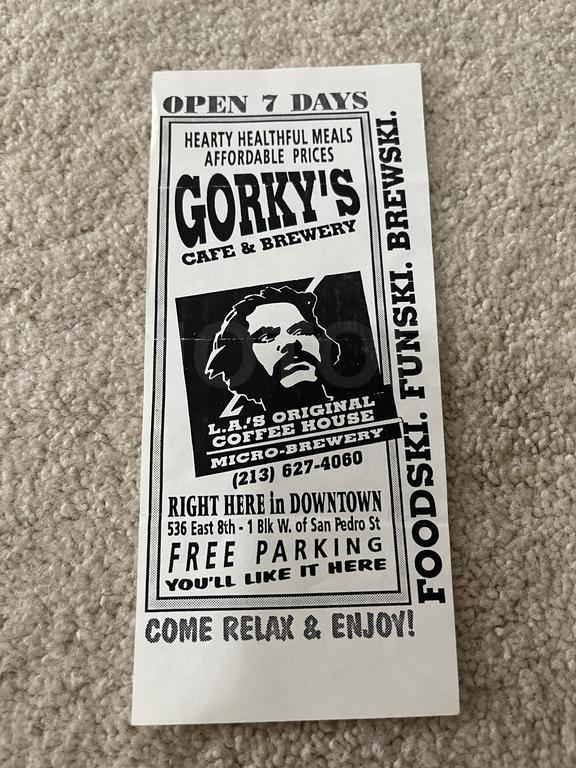 OPEN 7 DAYS
HEARTY HEALTHFUL MEALS
AFFORDABLE PRICES
GORKY'S
CAFE & BREWERY
L.A.'S ORIGINAL
COFFEE HOUSE
MICRO-BREWERY
(213) 627-4060
RIGHT HERE in DOWNTOWN
536 East 8th - 1 Blk W. of San Pedro St
FREE PARKING
YOU'LL LIKE IT HERE
FOODSKI. FUNSKI. BREWSKI.
COME RELAX & ENJOY!